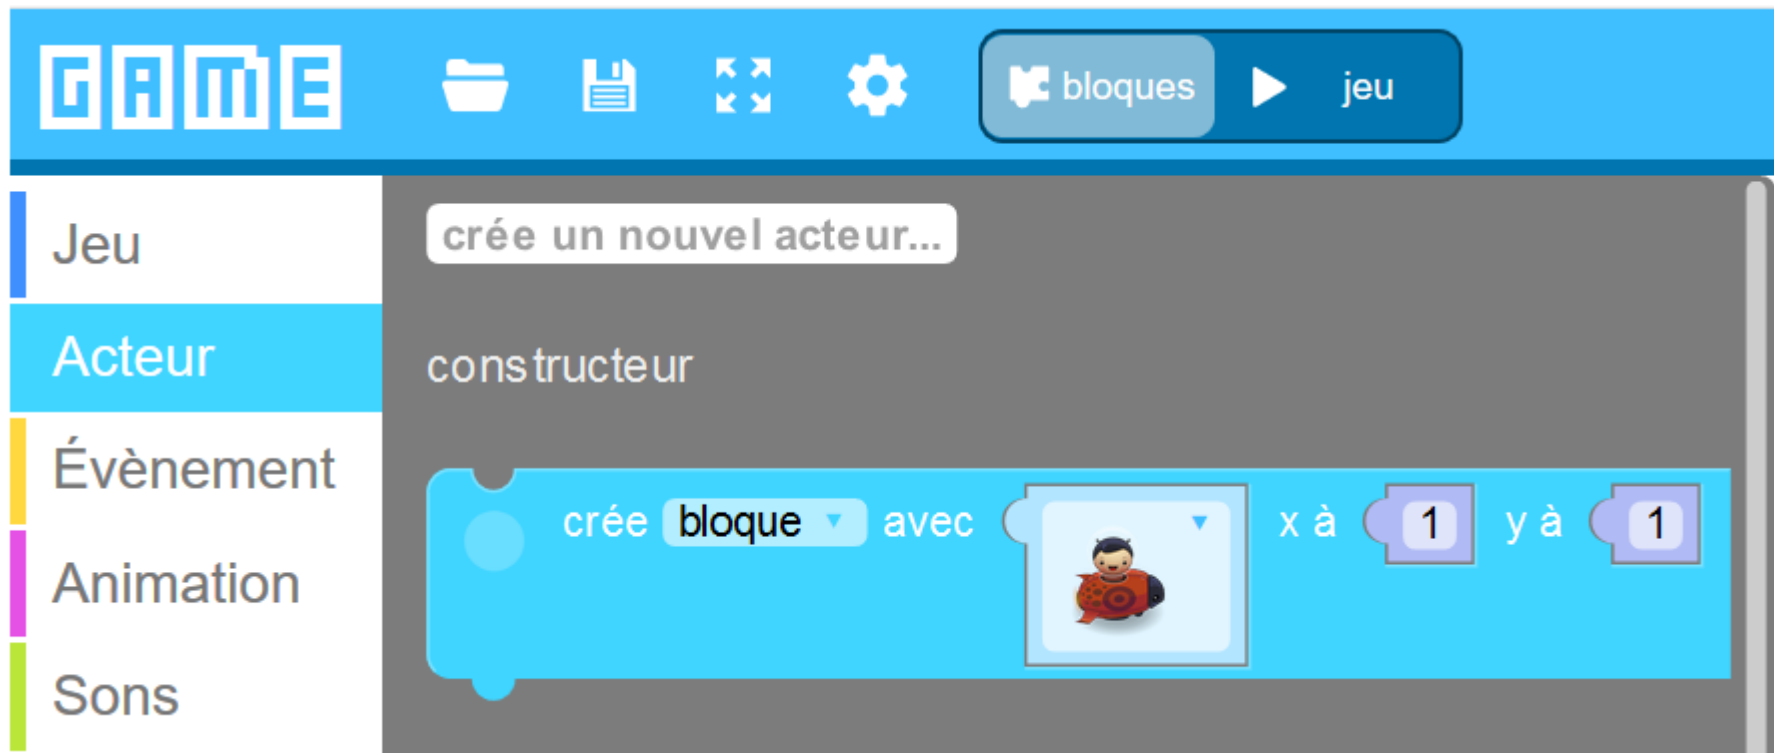 GAME
bloques jeu
Jeu
Acteur
Évènement
Animation
Sons
crée un nouvel acteur...
constructeur
crée bloque avec x à 1 y à 1